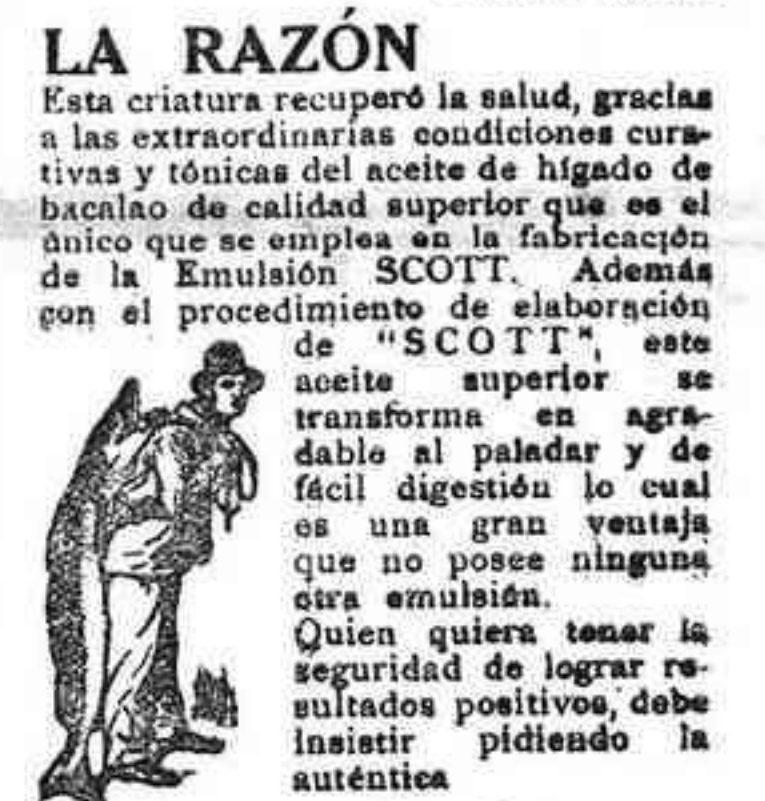 LA RAZÓN
Esta criatura recuperó la salud, gracias
a las extraordinarias condiciones cura-
tivas y tónicas del aceite de hígado de
bacalao de calidad superior que es el
único que se emplea en la fabricación
de la Emulsión SCOTT. Además
con el procedimiento de elaboración
de "SCOTT", este
aceite superior se
transforma en agra-
dable al paladar y de
fácil digestión lo cual
es una gran ventaja
que no posee ninguna
otra emulsión.
Quien quiera tener la
seguridad de lograr re-
sultados positivos, debe
insistir pidiendo la
auténtica